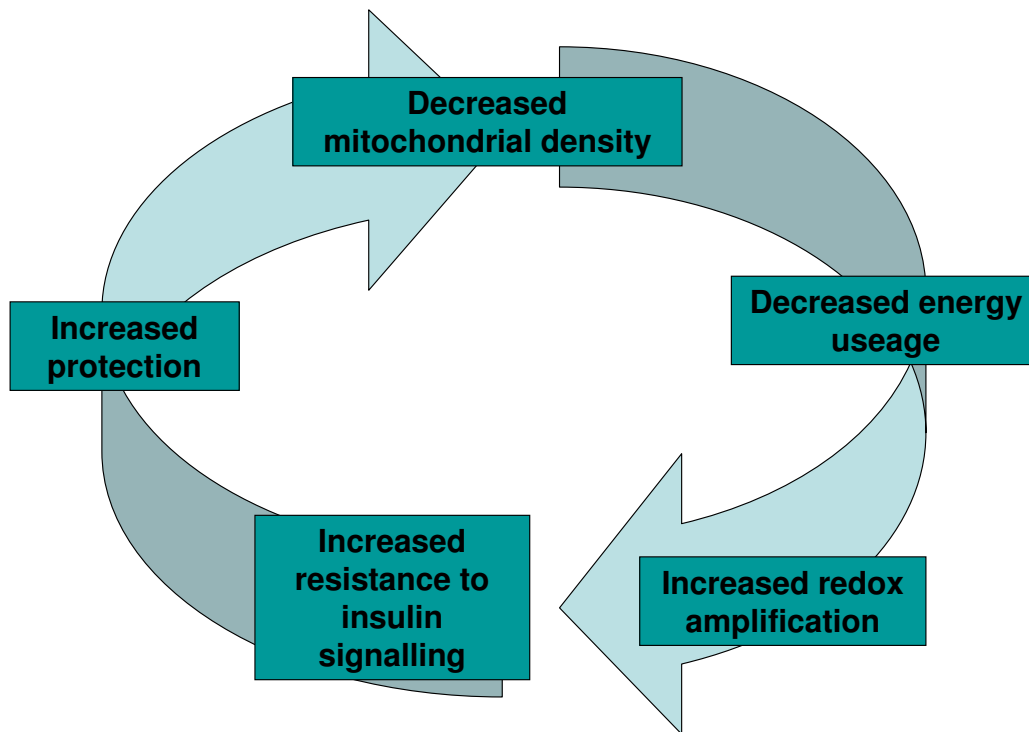 Decreased
mitochondrial density
Decreased energy
useage
Increased redox
amplification
Increased
resistance to
insulin
signalling
Increased
protection